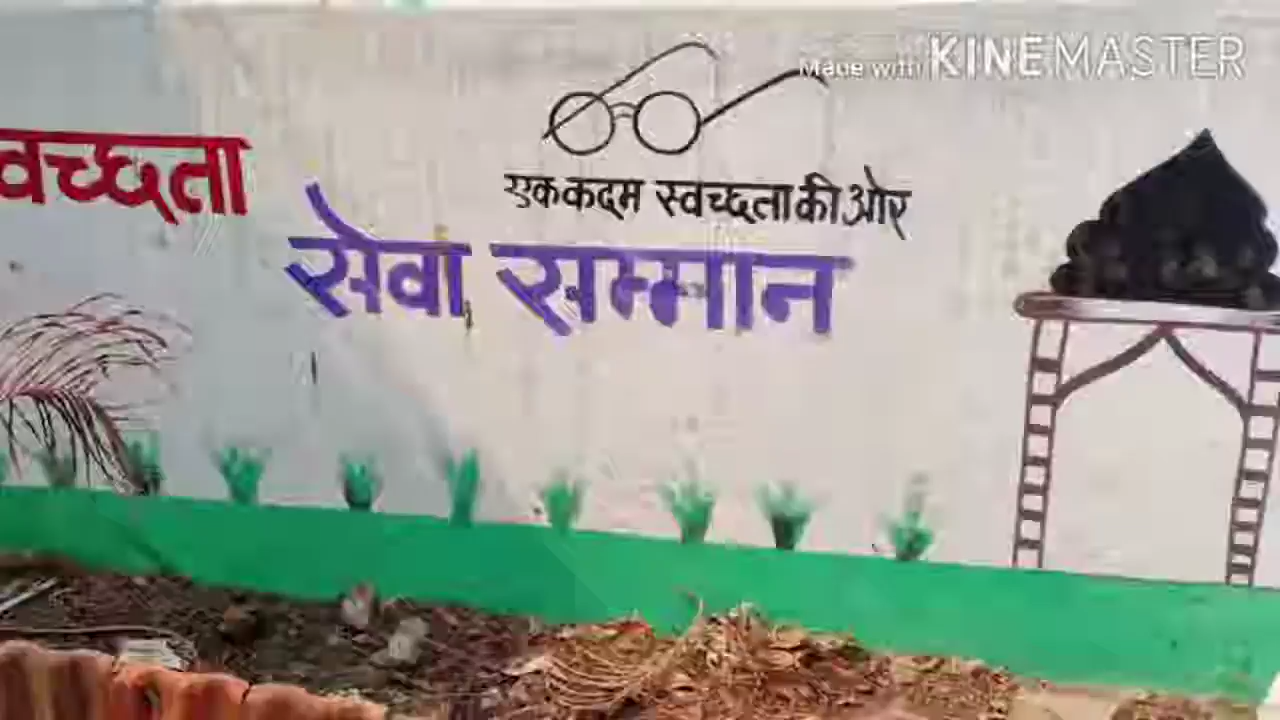 Made with KINEMASTER
एक कदम स्वच्छता की ओर
स्वच्छता
सेवा सम्मान